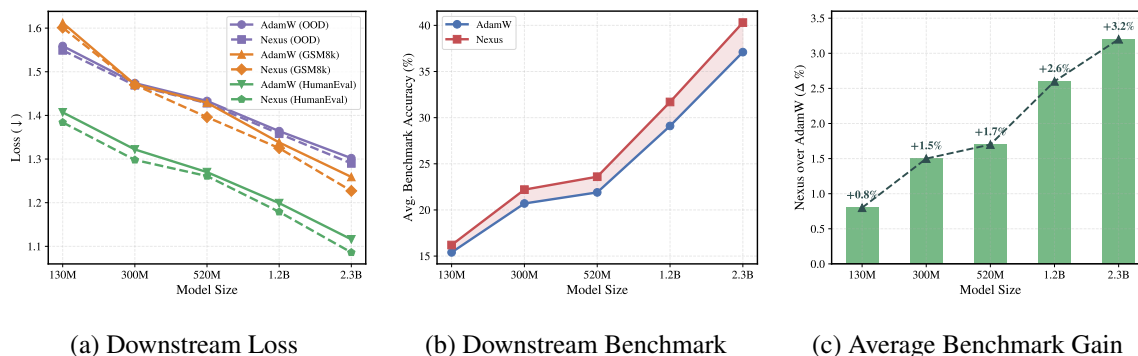 1.6
1.5
1.4
1.3
1.2
1.1
Loss (↓)
AdamW (OOD)
Nexus (OOD)
AdamW (GSM8k)
Nexus (GSM8k)
AdamW (HumanEval)
Nexus (HumanEval)
130M 300M 520M 1.2B 2.3B
Model Size
(a) Downstream Loss
40
35
30
25
20
15
Avg. Benchmark Accuracy (%)
AdamW
Nexus
130M 300M 520M 1.2B 2.3B
Model Size
(b) Downstream Benchmark
3.5
3.0
2.5
2.0
1.5
1.0
0.5
0.0
Nexus over AdamW (Δ %)
+0.8%
+1.5%
+1.7%
+2.6%
+3.2%
130M 300M 520M 1.2B 2.3B
Model Size
(c) Average Benchmark Gain